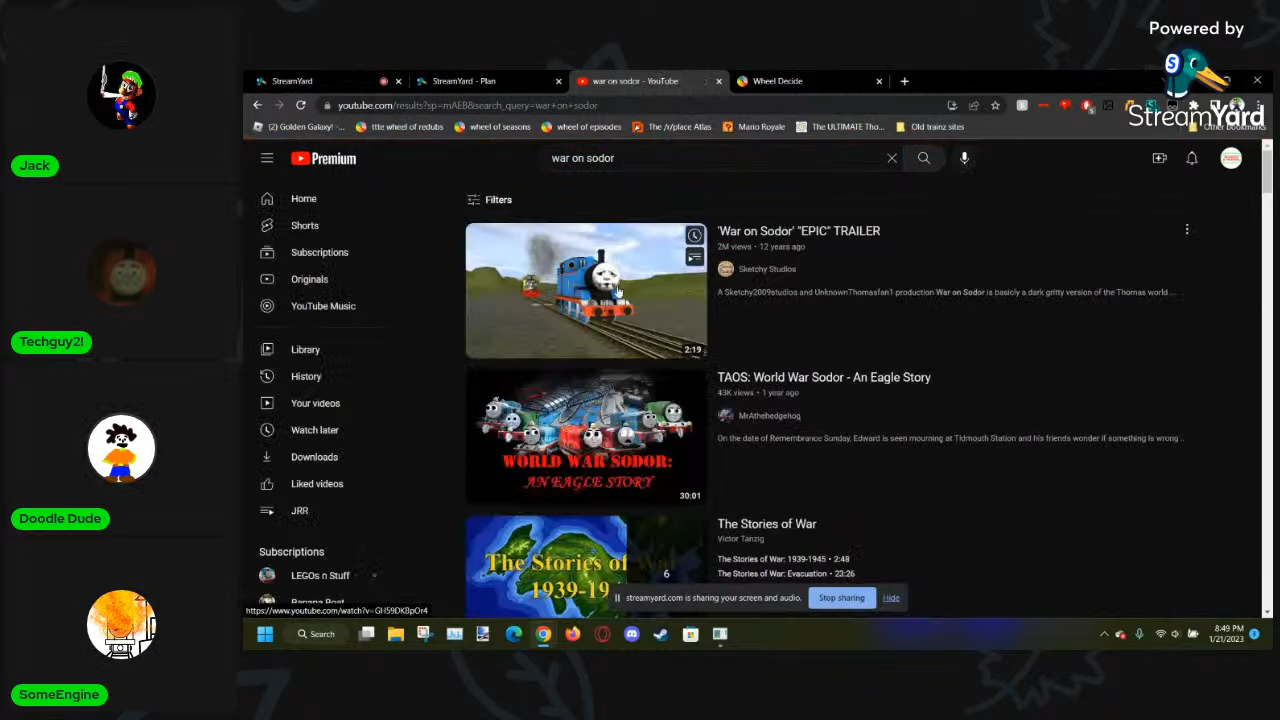 Powered by
StreamYard
Jack
Techguy2!
Doodle Dude
SomeEngine
StreamYard
StreamYard - Plan
war on sodor - YouTube
Wheel Decide
youtube.com/results?sp=mAEB&search_query=war+on+sodor
(2) Golden Galaxy! -...
ttte wheel of redubs
wheel of seasons
wheel of episodes
The /r/place Atlas
Mario Royale
The ULTIMATE Tho...
Old trainz sites
Other bookmarks
Premium
war on sodor
Home
Shorts
Subscriptions
Originals
YouTube Music
Library
History
Your videos
Watch later
Downloads
Liked videos
JRR
Subscriptions
LEGOs n Stuff
Banana Boat
Filters
2:19
'War on Sodor' "EPIC" TRAILER
2M views • 12 years ago
Sketchy Studios
A Sketchy2009studios and UnknownThomasfan1 production War on Sodor is basicly a dark gritty version of the Thomas world ...
WORLD WAR SODOR:
AN EAGLE STORY
30:01
TAOS: World War Sodor - An Eagle Story
43K views • 1 year ago
MrAthehedgehog
On the date of Remembrance Sunday, Edward is seen mourning at Tidmouth Station and his friends wonder if something is wrong ...
The Stories of
1939-19
6
The Stories of War
Victor Tanzig
The Stories of War: 1939-1945 • 2:48
The Stories of War: Evacuation • 23:26
streamyard.com is sharing your screen and audio.
Stop sharing
Hide
Search
8:49 PM
1/21/2023